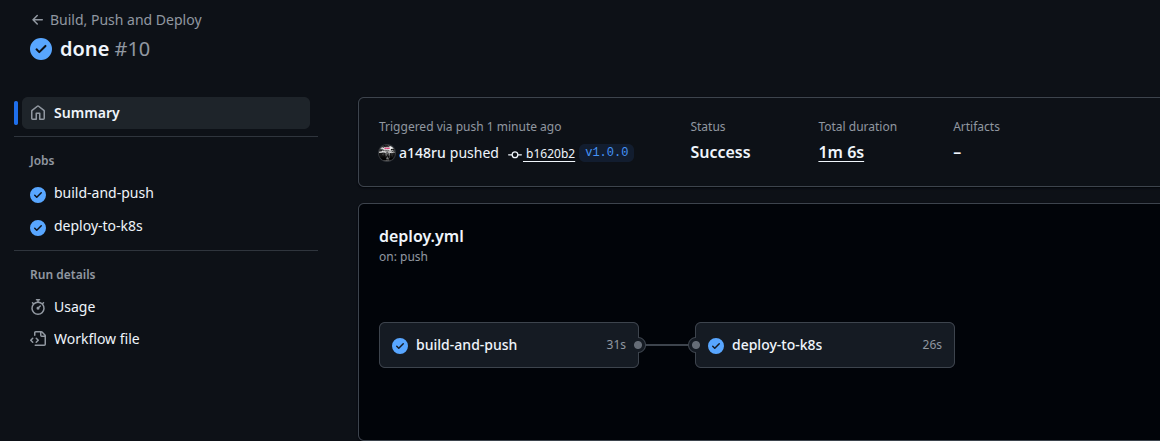 Build, Push and Deploy
done #10
Summary
Jobs
build-and-push
deploy-to-k8s
Run details
Usage
Workflow file
Triggered via push 1 minute ago
a148ru pushed b1620b2 v1.0.0
Status
Success
Total duration
1m 6s
Artifacts
–
deploy.yml
on: push
build-and-push 31s
deploy-to-k8s 26s